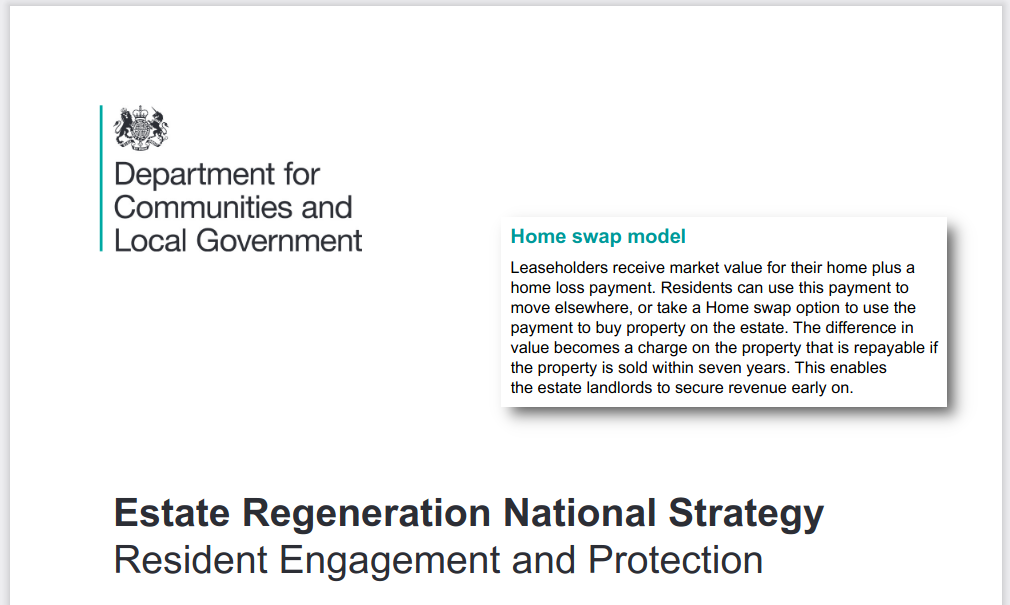 Department for
Communities and
Local Government
Home swap model
Leaseholders receive market value for their home plus a
home loss payment. Residents can use this payment to
move elsewhere, or take a Home swap option to use the
payment to buy property on the estate. The difference in
value becomes a charge on the property that is repayable if
the property is sold within seven years. This enables
the estate landlords to secure revenue early on.
Estate Regeneration National Strategy
Resident Engagement and Protection